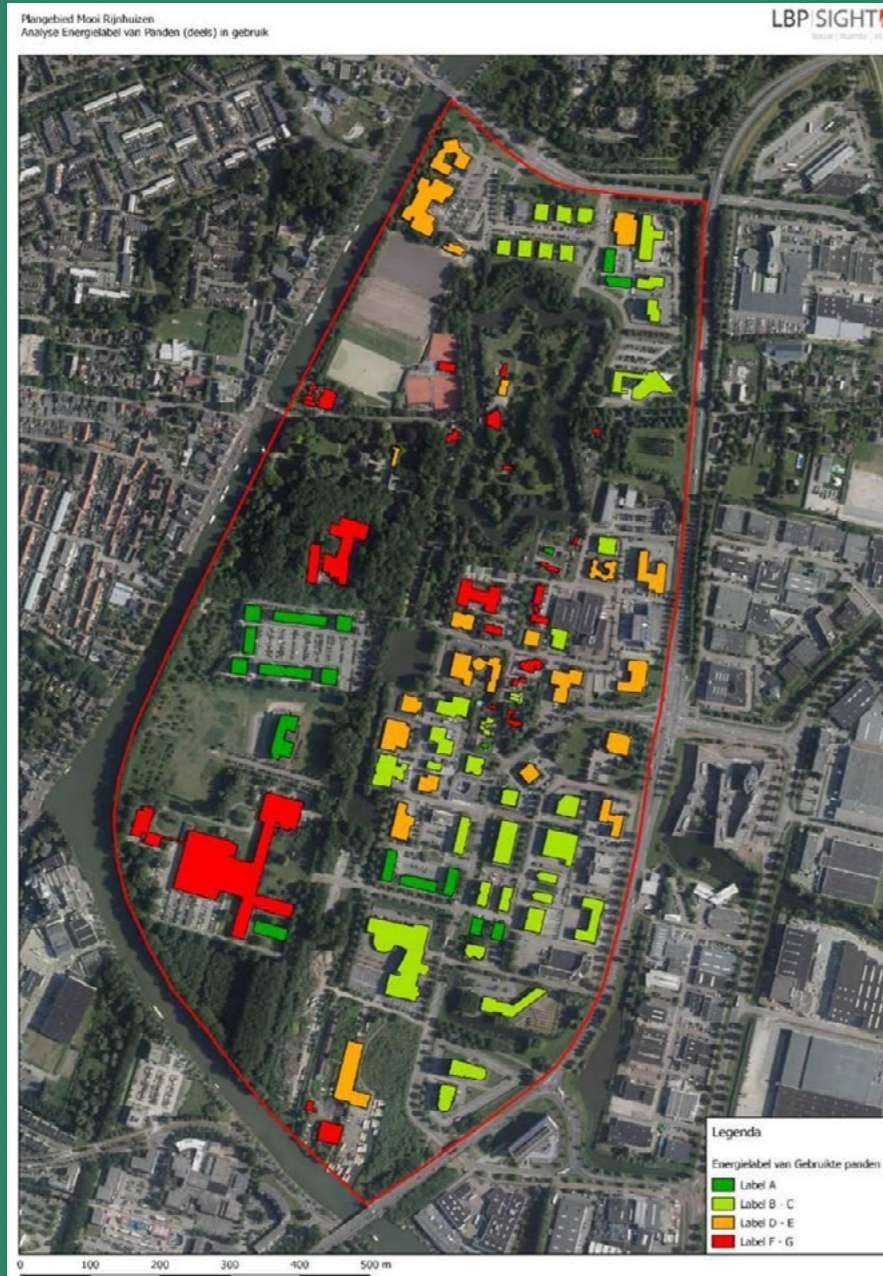 Plangebied Mooi Rijnhuizen
Analyse Energielabel van Panden (deels) in gebruik
LBP|SIGHT
Legenda
Energielabel van Gebruikte panden
Label A
Label B - C
Label D - E
Label F - G
0 100 200 300 400 500 m